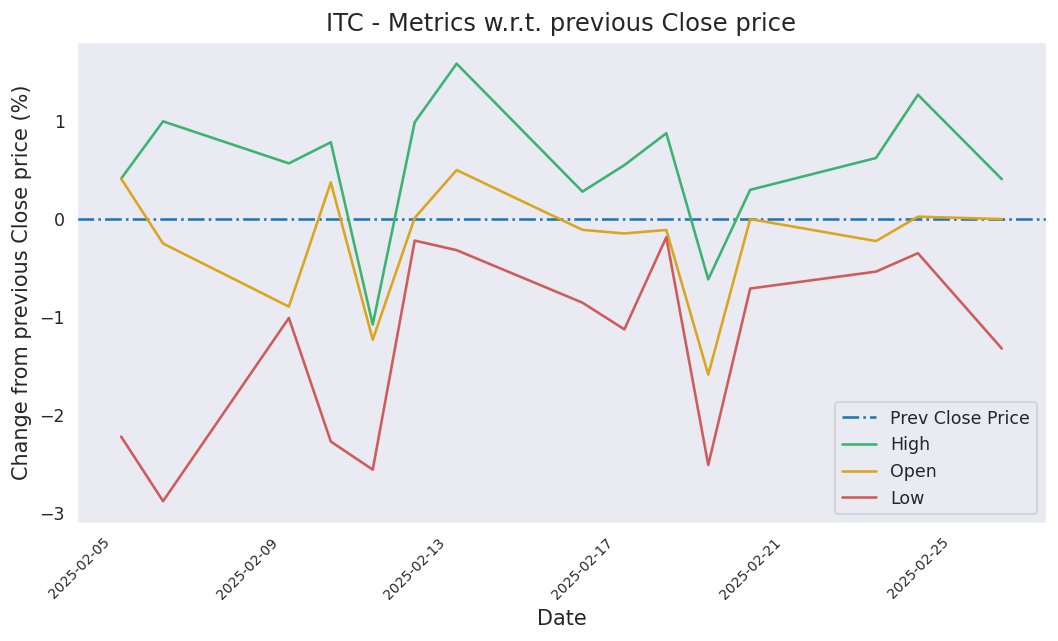 ITC - Metrics w.r.t. previous Close price
Change from previous Close price (%)
1
0
−1
−2
−3
Prev Close Price
High
Open
Low
2025-02-05
2025-02-09
2025-02-13
2025-02-17
2025-02-21
2025-02-25
Date